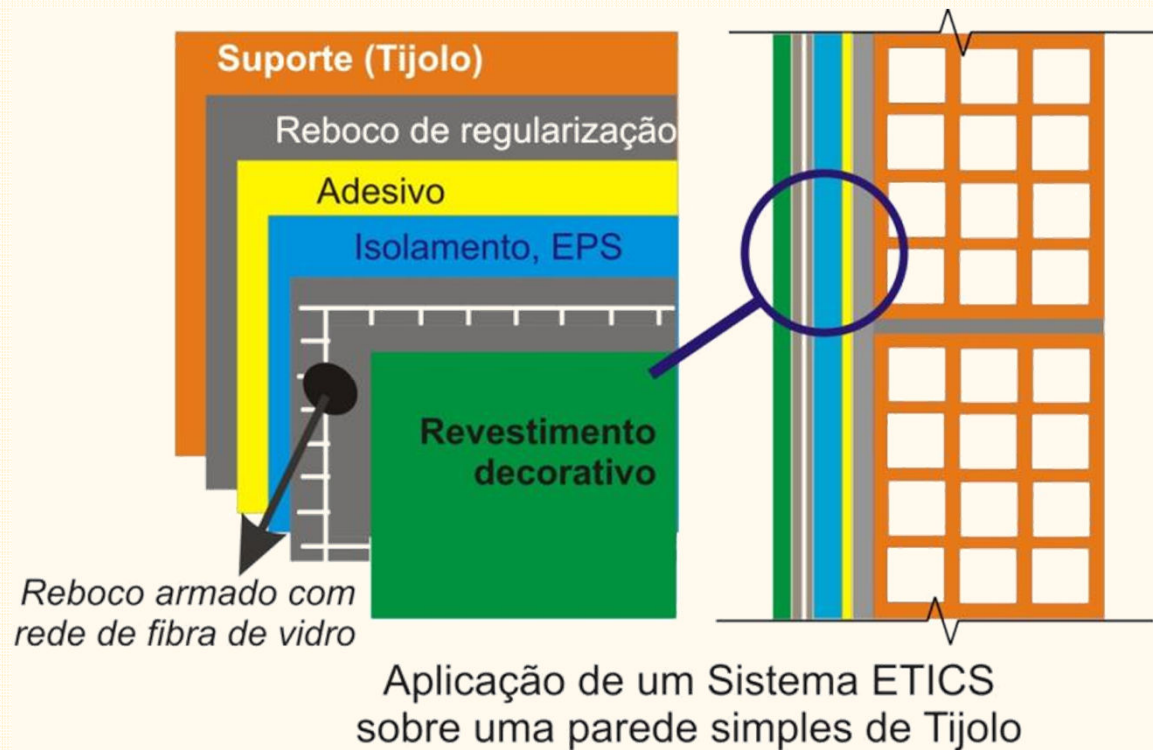 Suporte (Tijolo)
Reboco de regularização
Adesivo
Isolamento, EPS
Revestimento
decorativo
Reboco armado com
rede de fibra de vidro
Aplicação de um Sistema ETICS
sobre uma parede simples de Tijolo